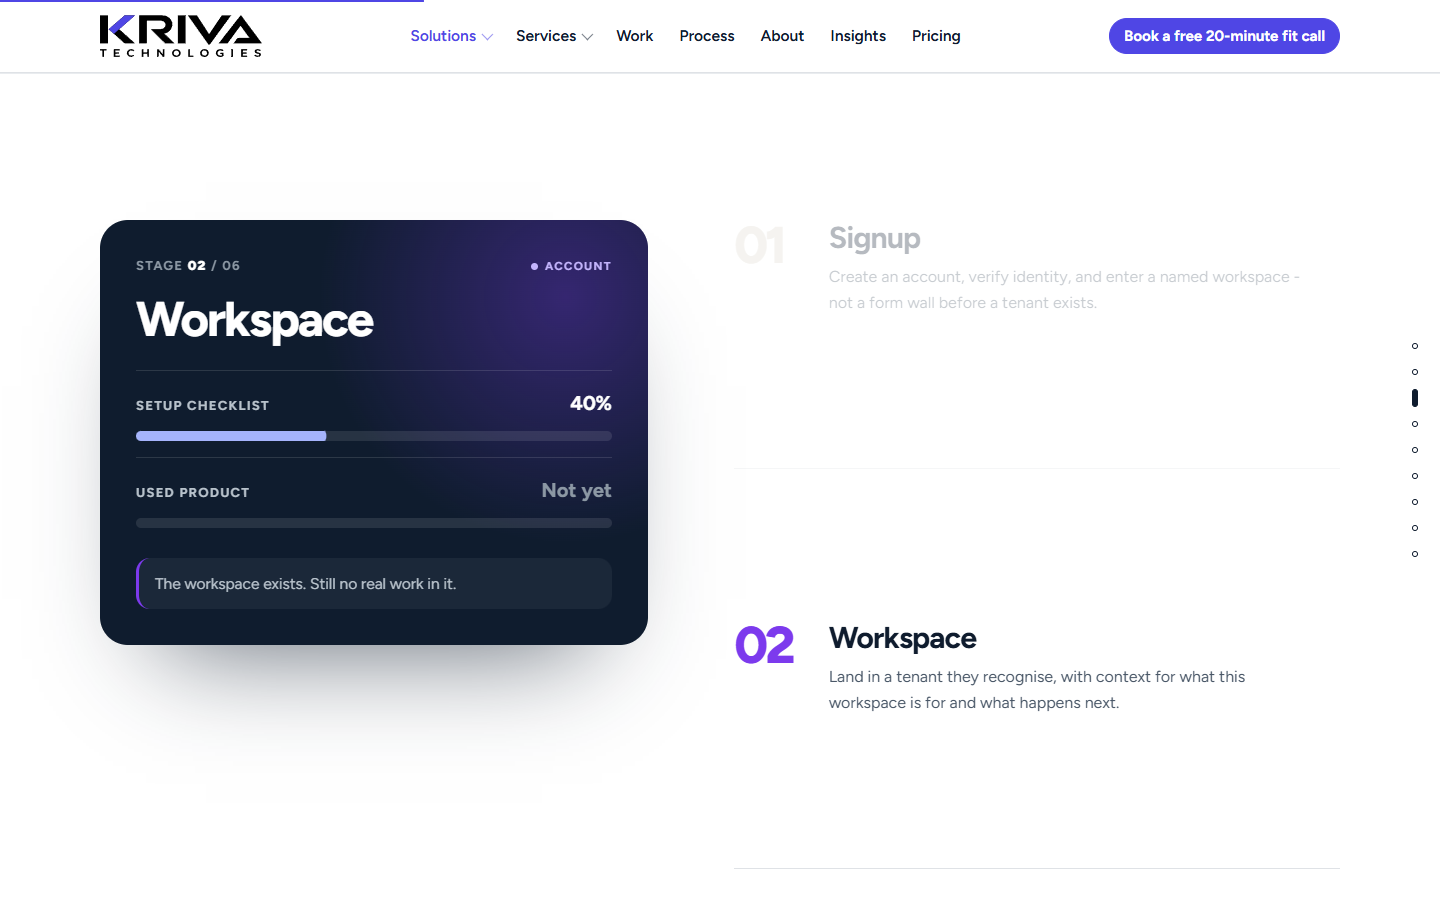 KRIVA
TECHNOLOGIES
Solutions
Services
Work
Process
About
Insights
Pricing
Book a free 20-minute fit call
STAGE 02 / 06
ACCOUNT
Workspace
SETUP CHECKLIST
40%
USED PRODUCT
Not yet
The workspace exists. Still no real work in it.
01
Signup
Create an account, verify identity, and enter a named workspace -
not a form wall before a tenant exists.
02
Workspace
Land in a tenant they recognise, with context for what this
workspace is for and what happens next.